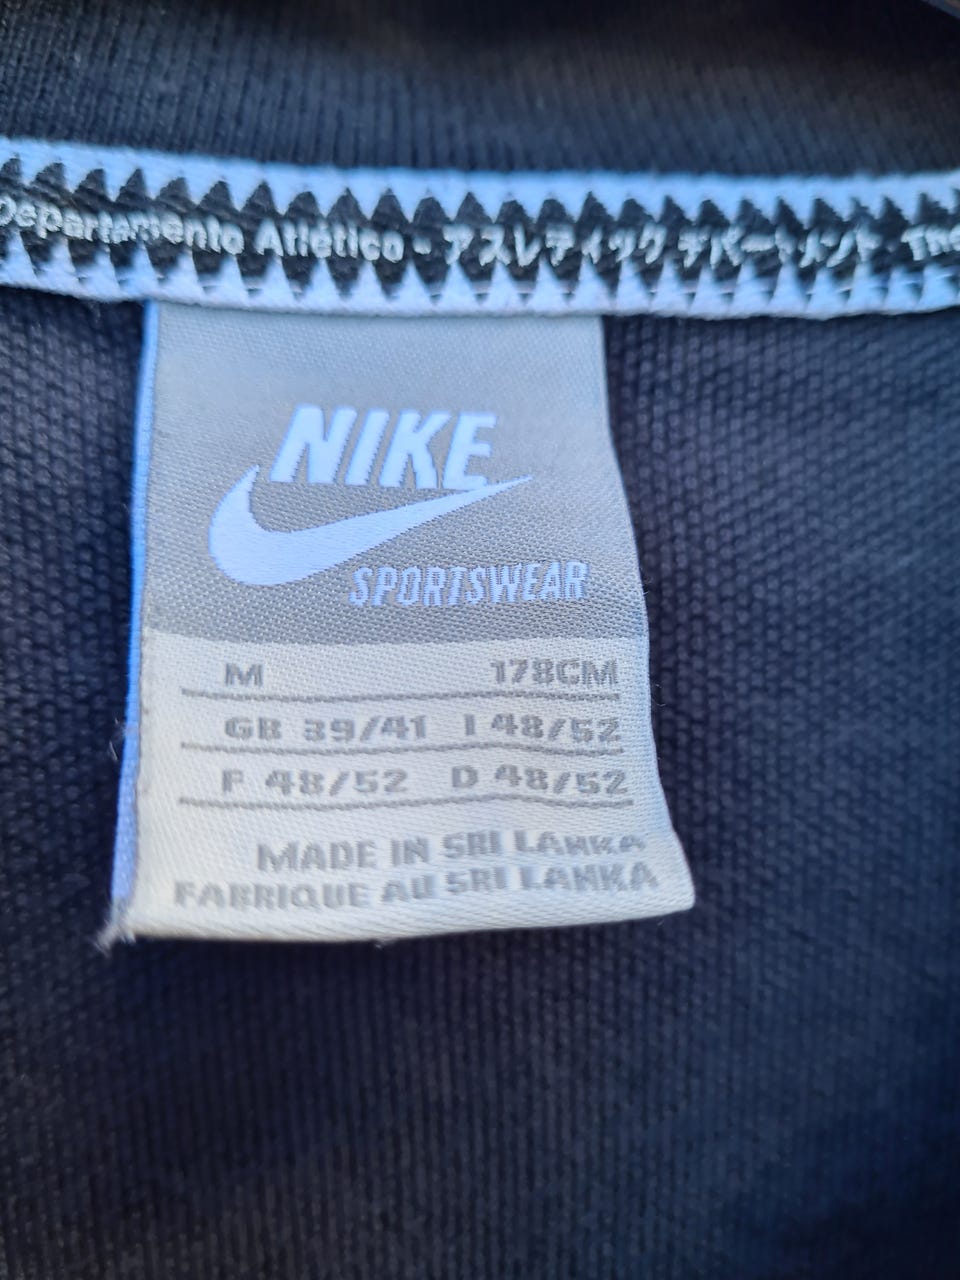 Departamento Atlético - アスレティック デパートメント - The
NIKE
SPORTSWEAR
M 178CM
GB 39/41 I 48/52
F 48/52 D 48/52
MADE IN SRI LANKA
FABRIQUE AU SRI LANKA